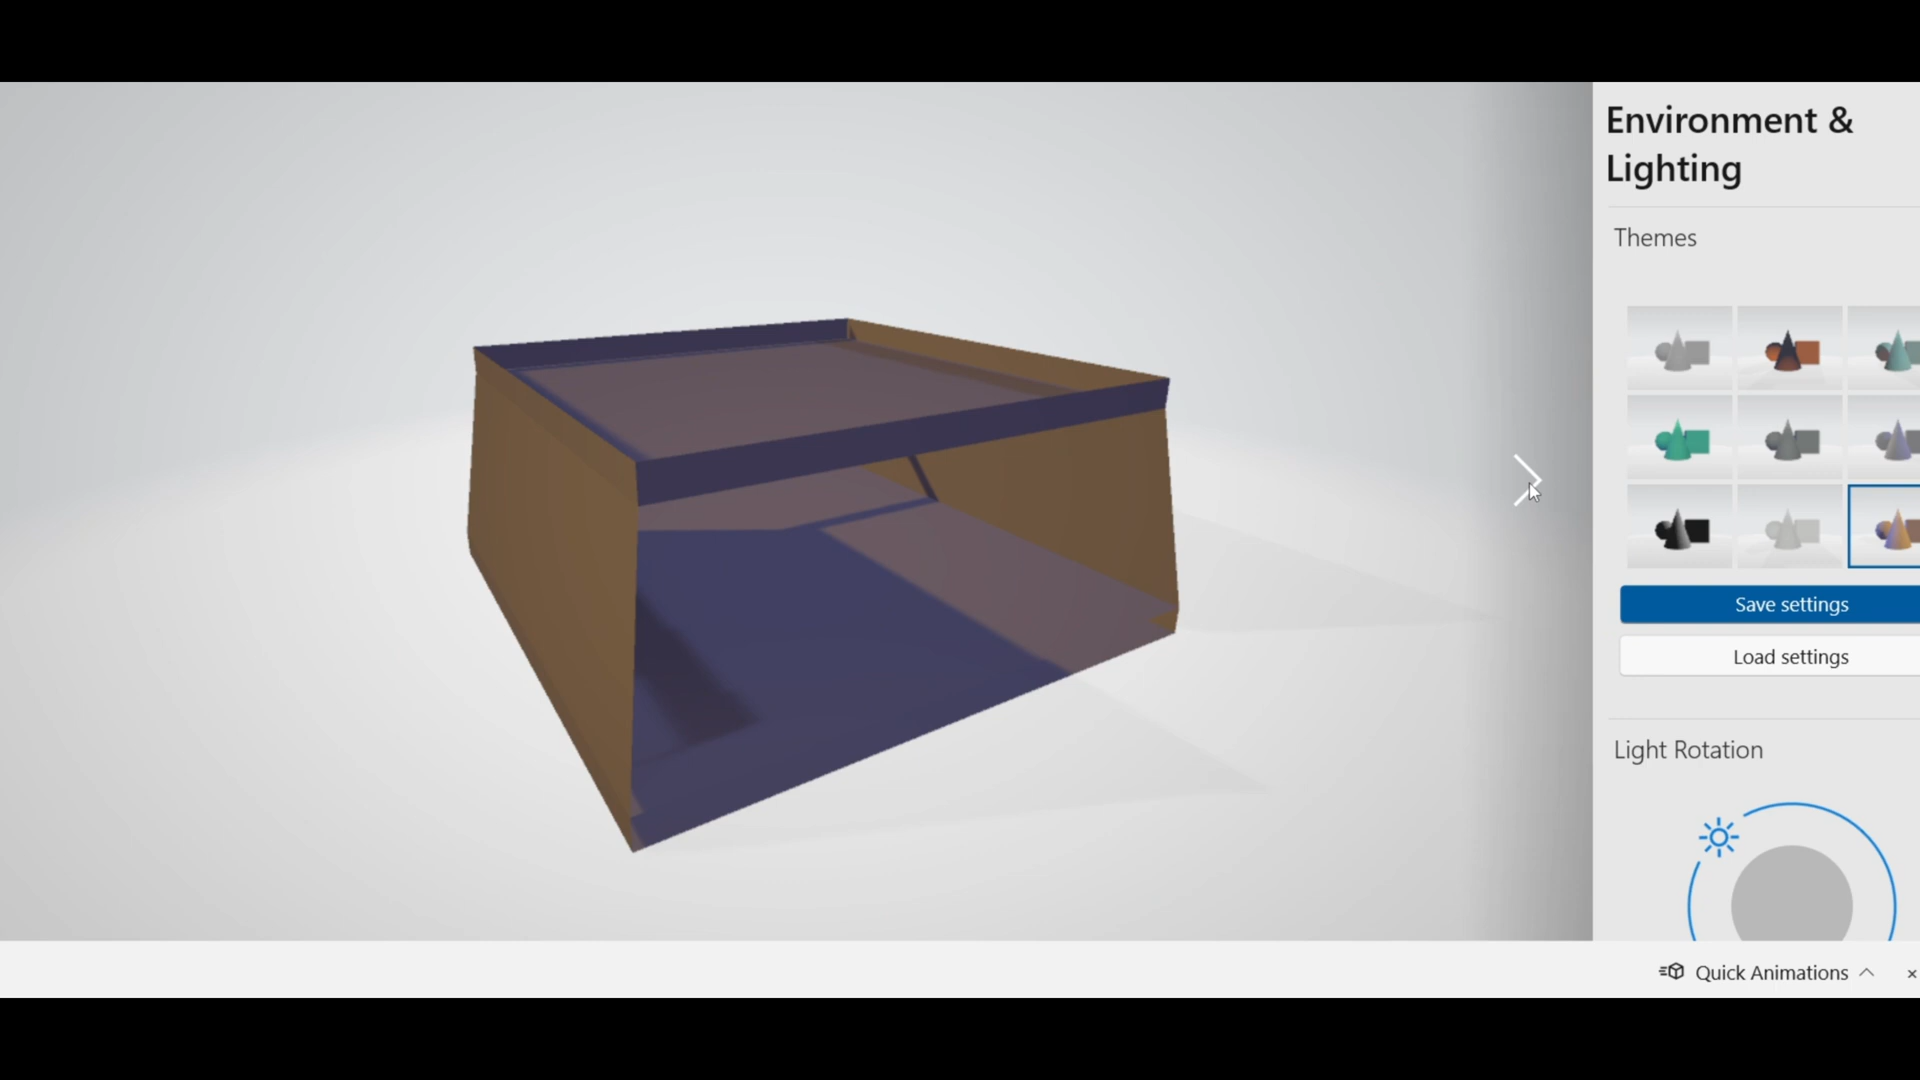 Environment &
Lighting
Themes
Save settings
Load settings
Light Rotation
Quick Animations